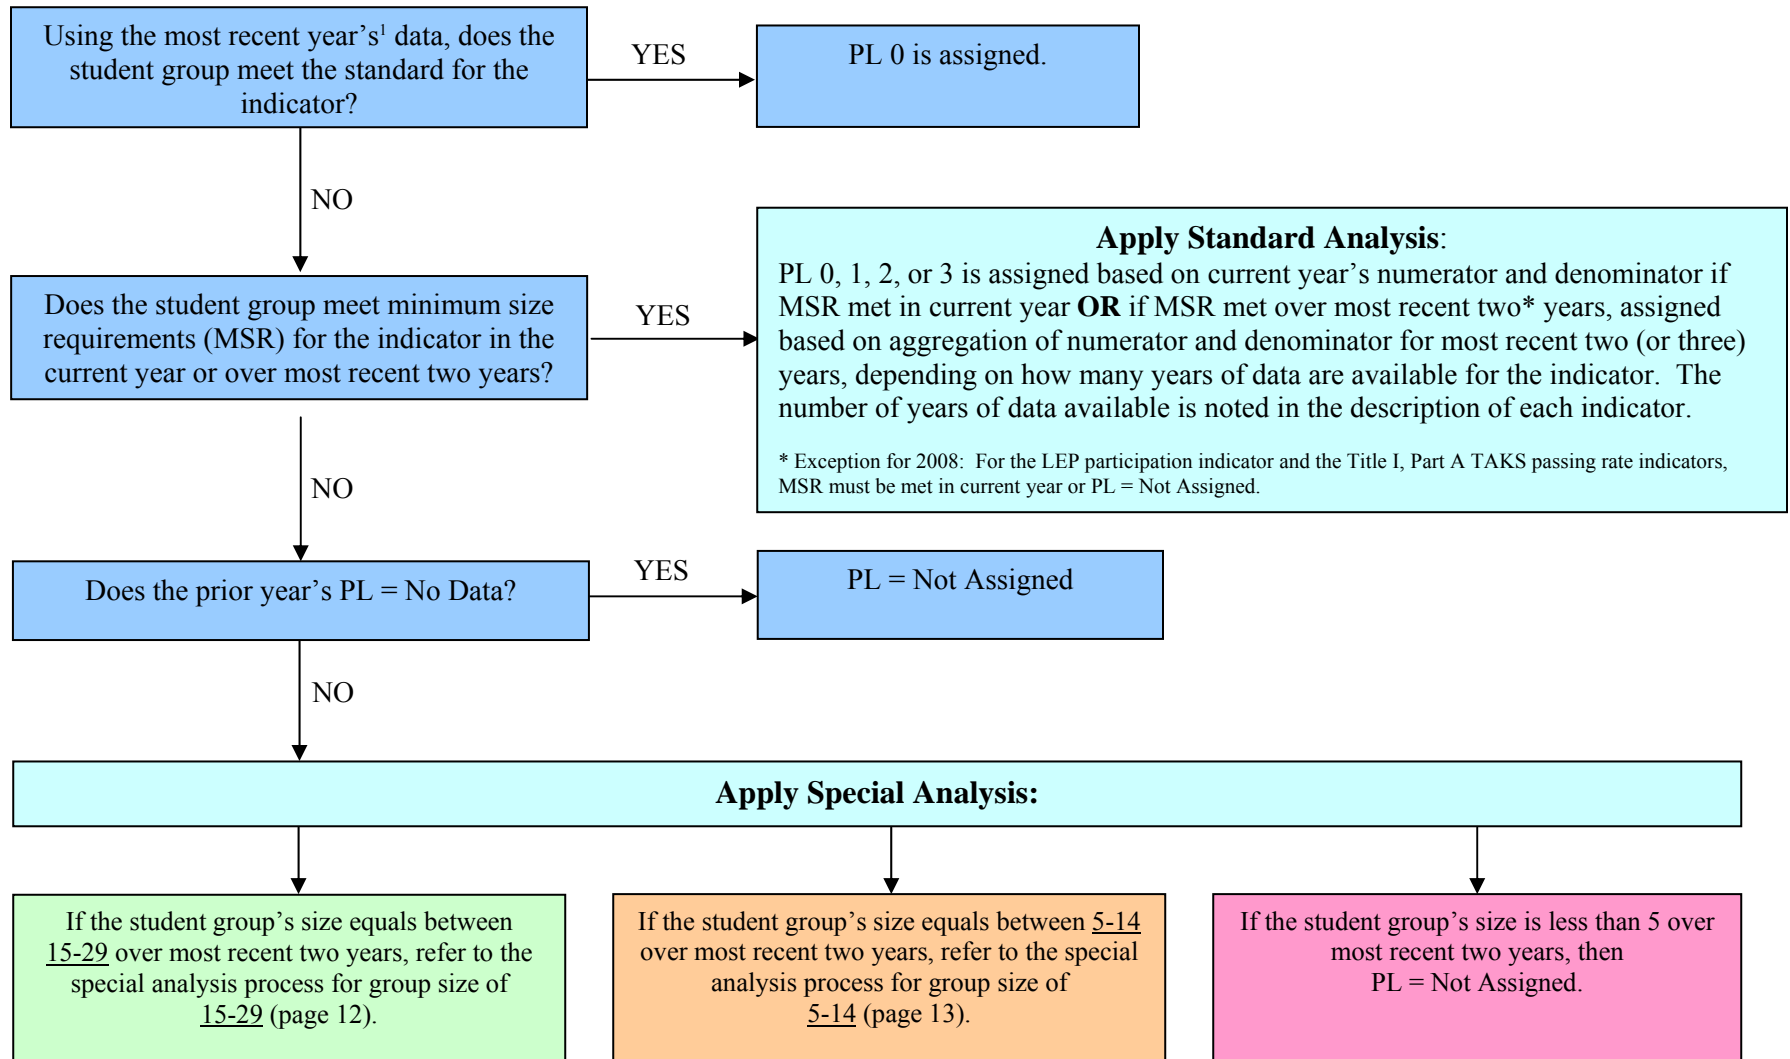 Using the most recent year’s¹ data, does the
student group meet the standard for the
indicator?
YES
PL 0 is assigned.
NO
Does the student group meet minimum size
requirements (MSR) for the indicator in the
current year or over most recent two years?
YES
Apply Standard Analysis:
PL 0, 1, 2, or 3 is assigned based on current year’s numerator and denominator if
MSR met in current year OR if MSR met over most recent two* years, assigned
based on aggregation of numerator and denominator for most recent two (or three)
years, depending on how many years of data are available for the indicator. The
number of years of data available is noted in the description of each indicator.
* Exception for 2008: For the LEP participation indicator and the Title I, Part A TAKS passing rate indicators,
MSR must be met in current year or PL = Not Assigned.
NO
Does the prior year’s PL = No Data?
YES
PL = Not Assigned
NO
Apply Special Analysis:
If the student group’s size equals between
15-29 over most recent two years, refer to the
special analysis process for group size of
15-29 (page 12).
If the student group’s size equals between 5-14
over most recent two years, refer to the special
analysis process for group size of
5-14 (page 13).
If the student group’s size is less than 5 over
most recent two years, then
PL = Not Assigned.